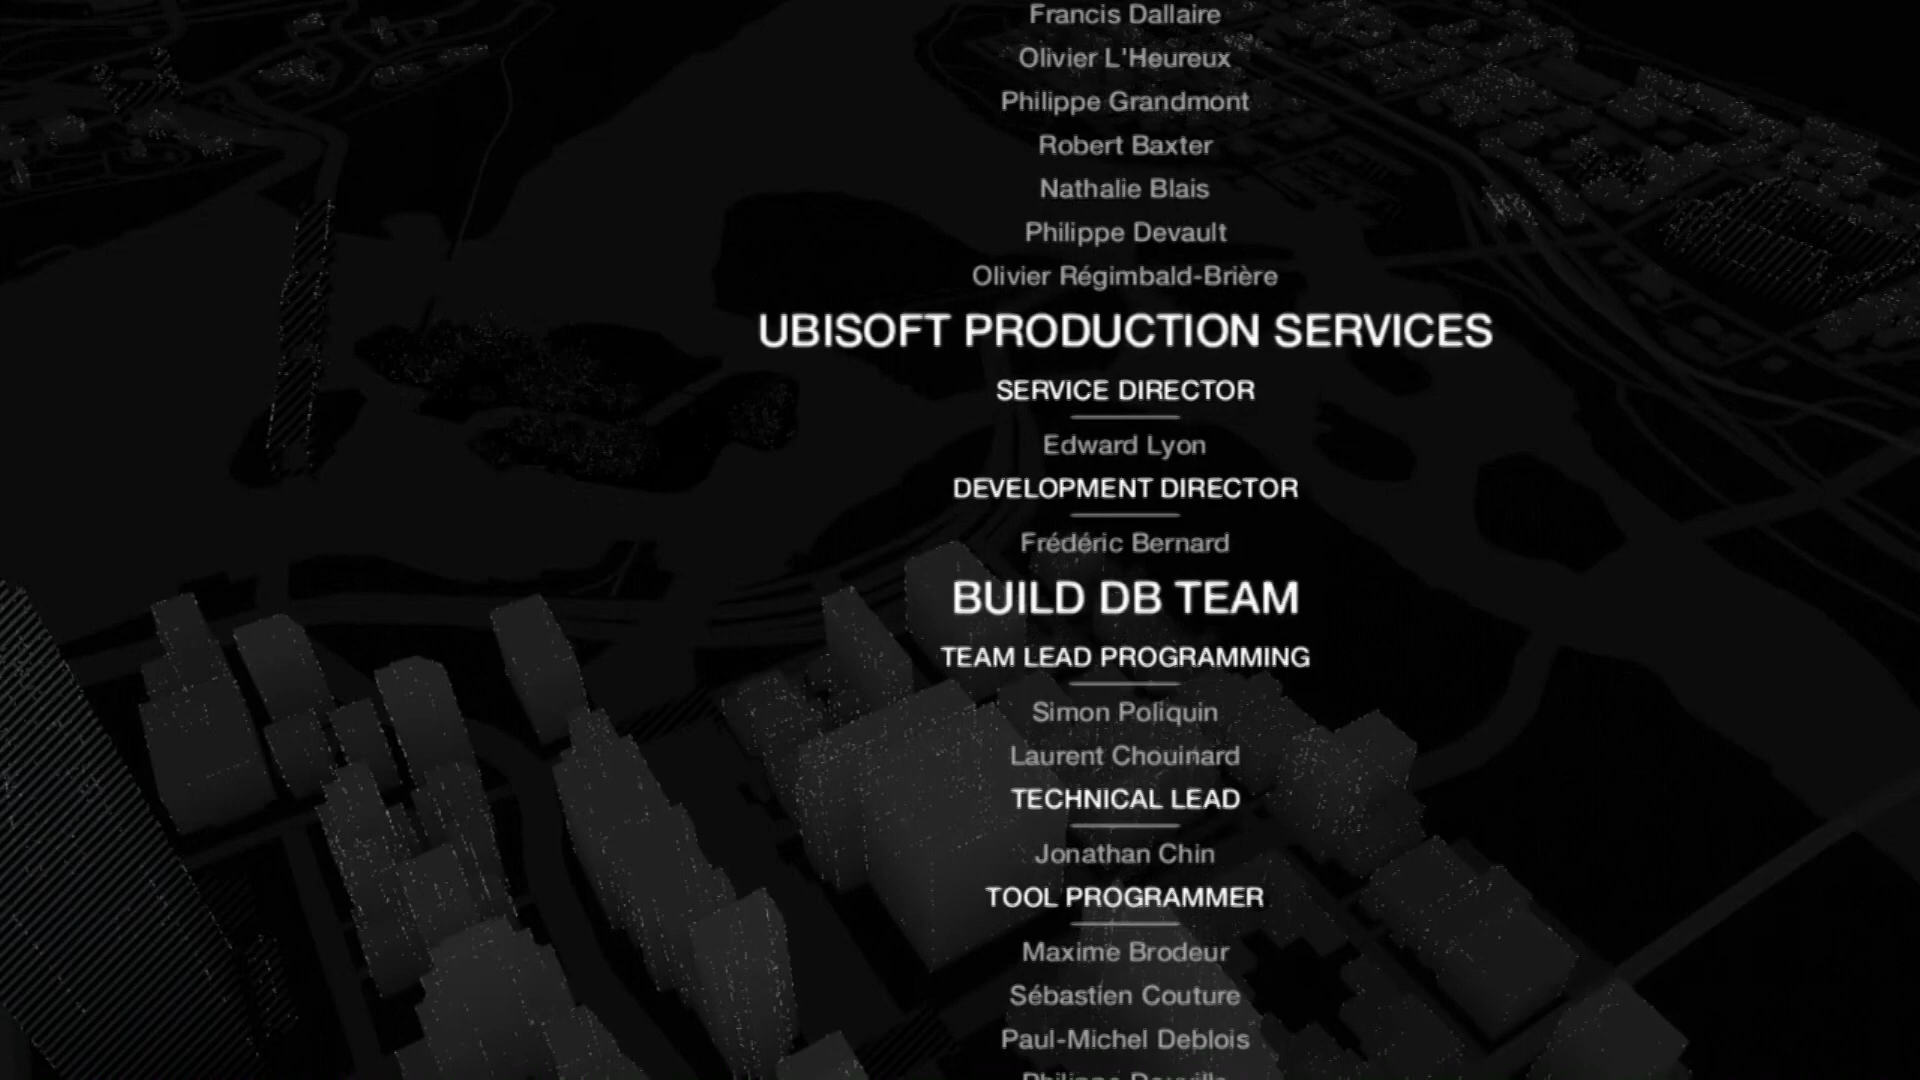 Francis Dallaire
Olivier L'Heureux
Philippe Grandmont
Robert Baxter
Nathalie Blais
Philippe Devault
Olivier Régimbald-Brière
UBISOFT PRODUCTION SERVICES
SERVICE DIRECTOR
Edward Lyon
DEVELOPMENT DIRECTOR
Frédéric Bernard
BUILD DB TEAM
TEAM LEAD PROGRAMMING
Simon Poliquin
Laurent Chouinard
TECHNICAL LEAD
Jonathan Chin
TOOL PROGRAMMER
Maxime Brodeur
Sébastien Couture
Paul-Michel Deblois
Philippe